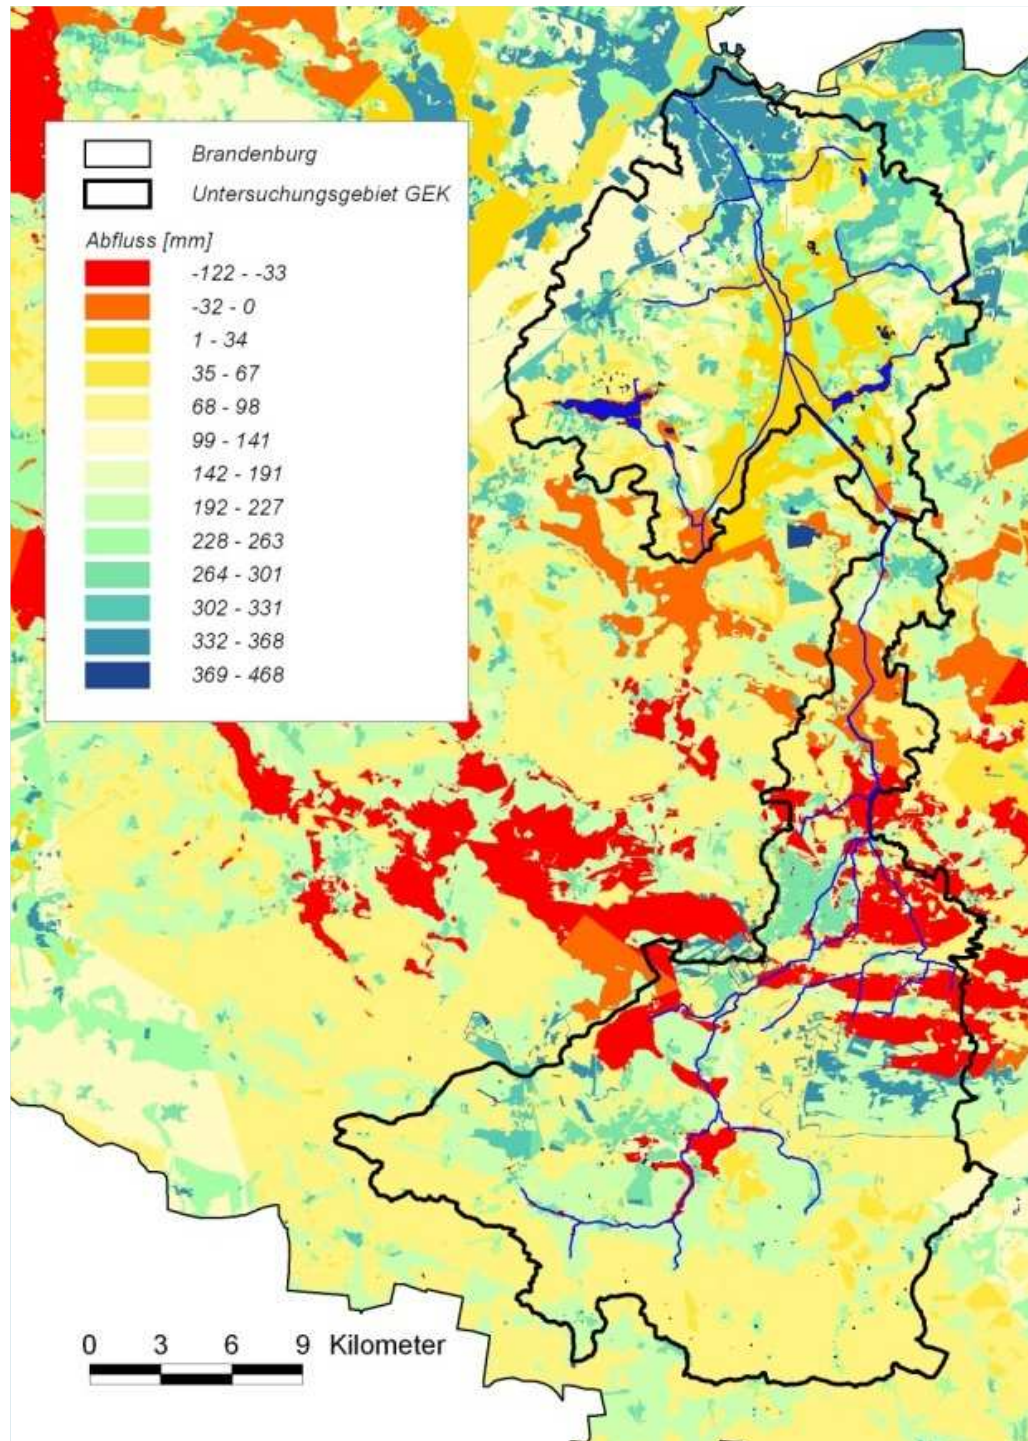 Brandenburg
Untersuchungsgebiet GEK
Abfluss [mm]
-122 - -33
-32 - 0
1 - 34
35 - 67
68 - 98
99 - 141
142 - 191
192 - 227
228 - 263
264 - 301
302 - 331
332 - 368
369 - 468
0 3 6 9 Kilometer